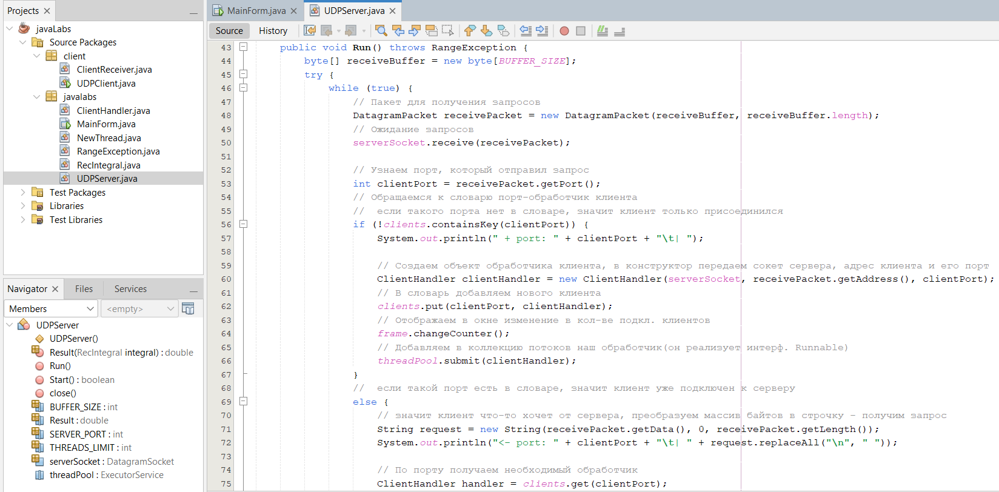 Projects
javaLabs
Source Packages
client
ClientReceiver.java
UDPClient.java
javalabs
ClientHandler.java
MainForm.java
NewThread.java
RangeException.java
RecIntegral.java
UDPServer.java
Test Packages
Libraries
Test Libraries
Navigator Files Services
Members <empty>
UDPServer
UDPServer()
Result(RecIntegral integral) : double
Run()
Start() : boolean
close()
BUFFER_SIZE : int
Result : double
SERVER_PORT : int
THREADS_LIMIT : int
serverSocket : DatagramSocket
threadPool : ExecutorService
MainForm.java UDPServer.java
Source History
43 public void Run() throws RangeException {
44 byte[] receiveBuffer = new byte[BUFFER_SIZE];
45 try {
46 while (true) {
47 // Пакет для получения запросов
48 DatagramPacket receivePacket = new DatagramPacket(receiveBuffer, receiveBuffer.length);
49 // Ожидание запросов
50 serverSocket.receive(receivePacket);
51
52 // Узнаем порт, который отправил запрос
53 int clientPort = receivePacket.getPort();
54 // Обращаемся к словарю порт-обработчик клиента
55 //  если такого порта нет в словаре, значит клиент только присоединился
56 if (!clients.containsKey(clientPort)) {
57 System.out.println(" + port: " + clientPort + "\t| ");
58
59 // Создаем объект обработчика клиента, в конструктор передаем сокет сервера, адрес клиента и его порт
60 ClientHandler clientHandler = new ClientHandler(serverSocket, receivePacket.getAddress(), clientPort);
61 // В словарь добавляем нового клиента
62 clients.put(clientPort, clientHandler);
63 // Отображаем в окне изменение в кол-ве подкл. клиентов
64 frame.changeCounter();
65 // Добавляем в коллекцию потоков наш обработчик(он реализует интерф. Runnable)
66 threadPool.submit(clientHandler);
67 }
68 //  если такой порт есть в словаре, значит клиент уже подключен к серверу
69 else {
70 // значит клиент что-то хочет от сервера, преобразуем массив байтов в строчку - получим запрос
71 String request = new String(receivePacket.getData(), 0, receivePacket.getLength());
72 System.out.println("<- port: " + clientPort + "\t| " + request.replaceAll("\n", " "));
73
74 // По порту получаем необходимый обработчик
75 ClientHandler handler = clients.get(clientPort);